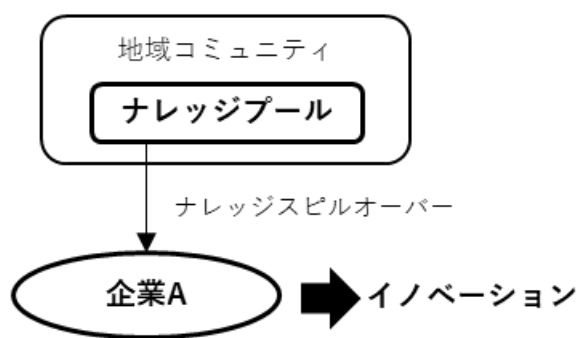 地域コミュニティ
ナレッジプール
ナレッジスピルオーバー
企業A
イノベーション